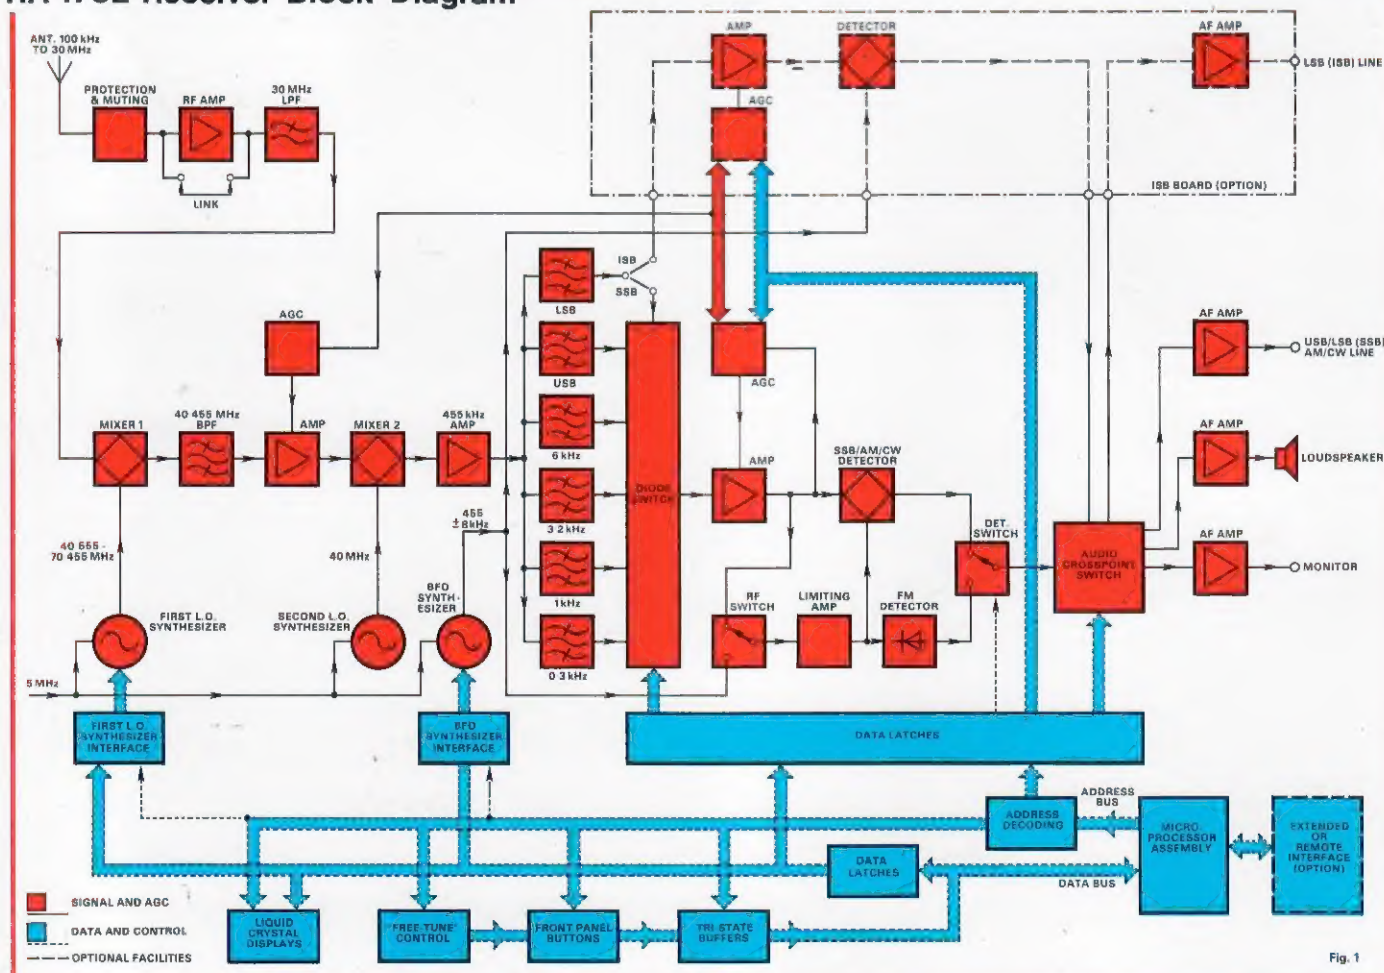 Receiver Block Diagram
ANT. 100 kHz
TO 30 MHz
PROTECTION
& MUTING
RF AMP
30 MHz
LPF
LINK
AMP
DETECTOR
AF AMP
LSB (ISB) LINE
AGC
ISB BOARD (OPTION)
ISB
SSB
LSB
USB
6 kHz
3 2 kHz
1 kHz
0 3 kHz
AGC
MIXER 1
40 455 MHz
BPF
AMP
MIXER 2
455 kHz
AMP
DIODE
SWITCH
AGC
AMP
SSB/AM/CW
DETECTOR
DET.
SWITCH
AUDIO
CROSSPOINT
SWITCH
AF AMP
USB/LSB (SSB)
AM/CW LINE
AF AMP
LOUDSPEAKER
AF AMP
MONITOR
40 555 -
70 455 MHz
40 MHz
455
± 8 kHz
FIRST L.O.
SYNTHESIZER
SECOND L.O.
SYNTHESIZER
BFO
SYNTH-
ESIZER
RF
SWITCH
LIMITING
AMP
FM
DETECTOR
5 MHz
FIRST L.O.
SYNTHESIZER
INTERFACE
BFO
SYNTHESIZER
INTERFACE
DATA LATCHES
ADDRESS
DECODING
ADDRESS
BUS
MICRO
PROCESSOR
ASSEMBLY
EXTENDED
OR
REMOTE
INTERFACE
(OPTION)
DATA
LATCHES
DATA BUS
LIQUID
CRYSTAL
DISPLAYS
"FREE-TUNE"
CONTROL
FRONT PANEL
BUTTONS
TRI STATE
BUFFERS
SIGNAL AND AGC
DATA AND CONTROL
OPTIONAL FACILITIES
Fig. 1